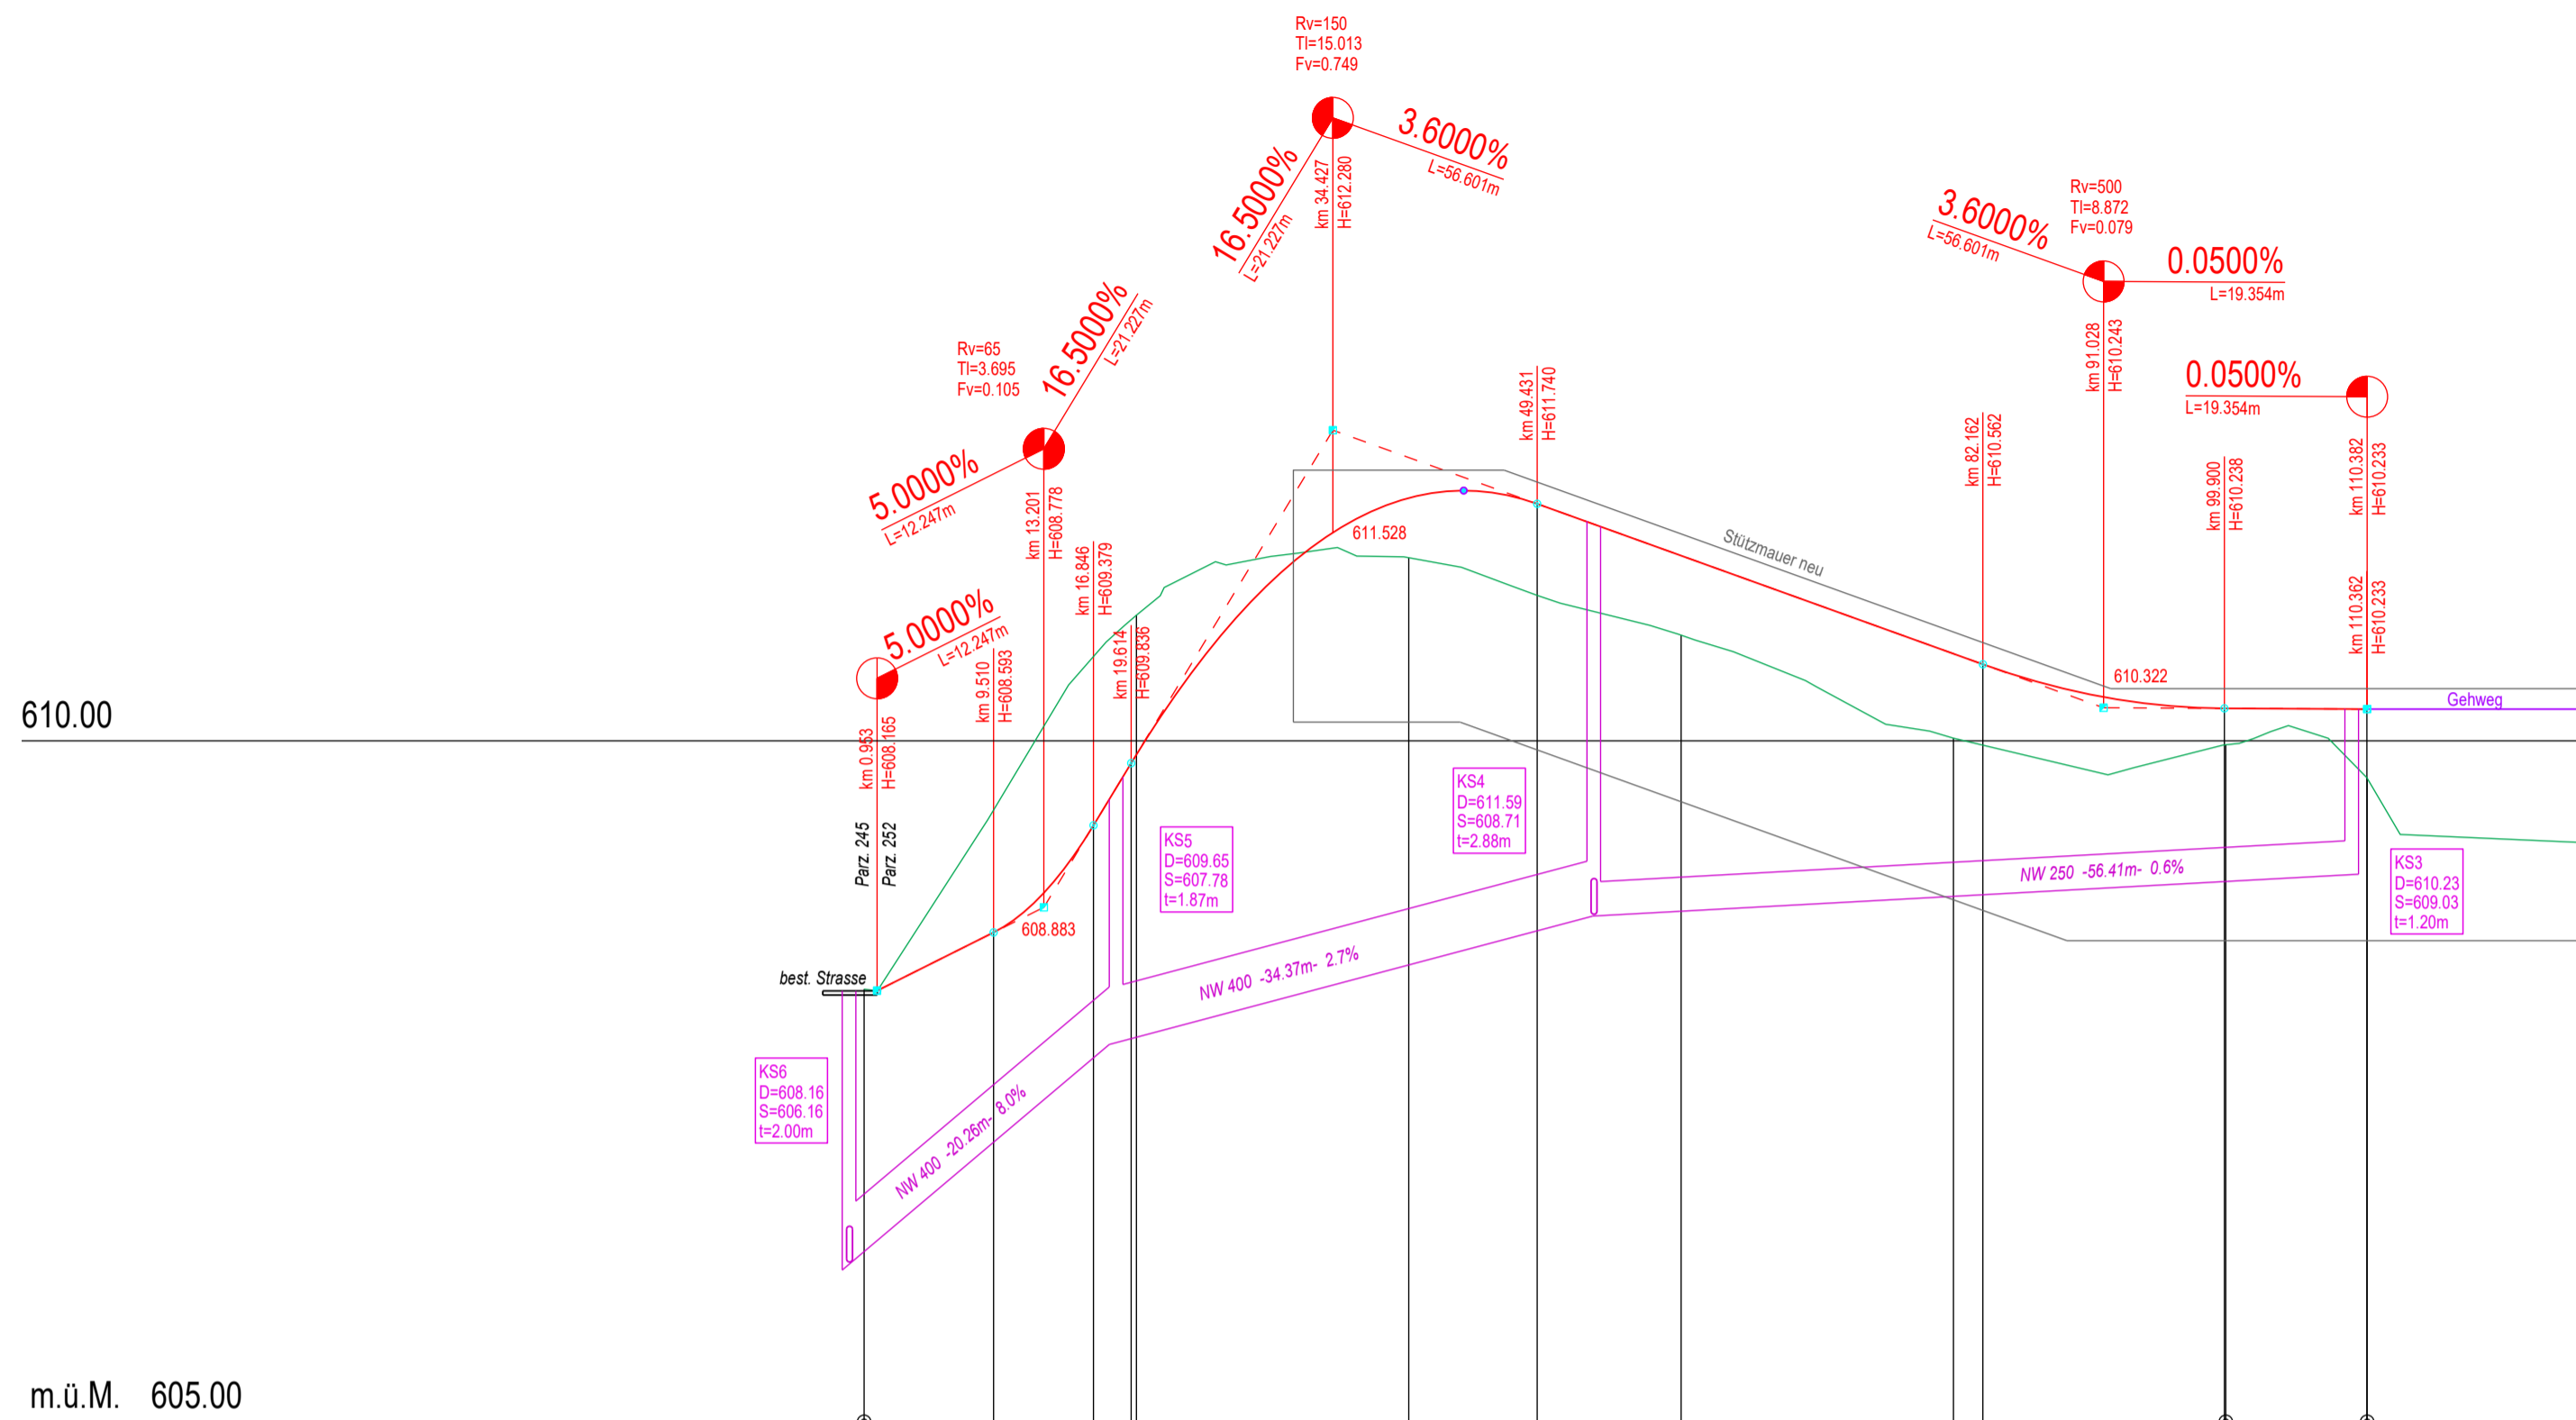 Rv=150
Tl=15.013
Fv=0.749
16.5000%
L=21.227m
3.6000%
L=56.601m
km 34.427
H=612.280
3.6000%
L=56.601m
Rv=500
Tl=8.872
Fv=0.079
0.0500%
L=19.354m
km 91.028
H=610.243
Rv=65
Tl=3.695
Fv=0.105
16.5000%
L=21.227m
5.0000%
L=12.247m
km 13.201
H=608.778
km 49.431
H=611.740
0.0500%
L=19.354m
km 110.382
H=610.233
km 82.162
H=610.562
km 99.900
H=610.238
km 16.846
H=609.379
611.528
Stützmauer neu
5.0000%
L=12.247m
km 0.953
H=608.165
km 9.510
H=608.593
km 19.614
H=609.836
km 110.362
H=610.233
610.322
Gehweg
610.00
Parz. 245
Parz. 252
KS4
D=611.59
S=608.71
t=2.88m
KS5
D=609.65
S=607.78
t=1.87m
NW 250 -56.41m- 0.6%
KS3
D=610.23
S=609.03
t=1.20m
608.883
best. Strasse
NW 400 -34.37m- 2.7%
KS6
D=608.16
S=606.16
t=2.00m
NW 400 -20.26m- 8.0%
m.ü.M. 605.00